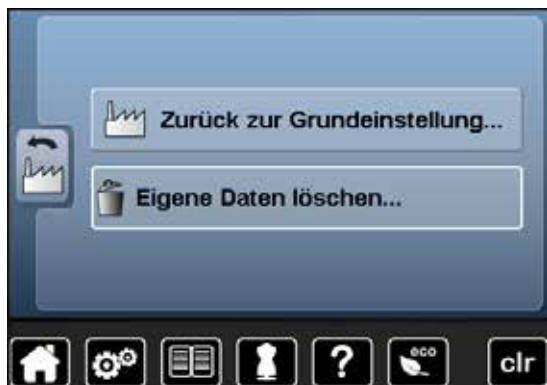 Zurück zur Grundeinstellung...
Eigene Daten löschen...
? eco clr